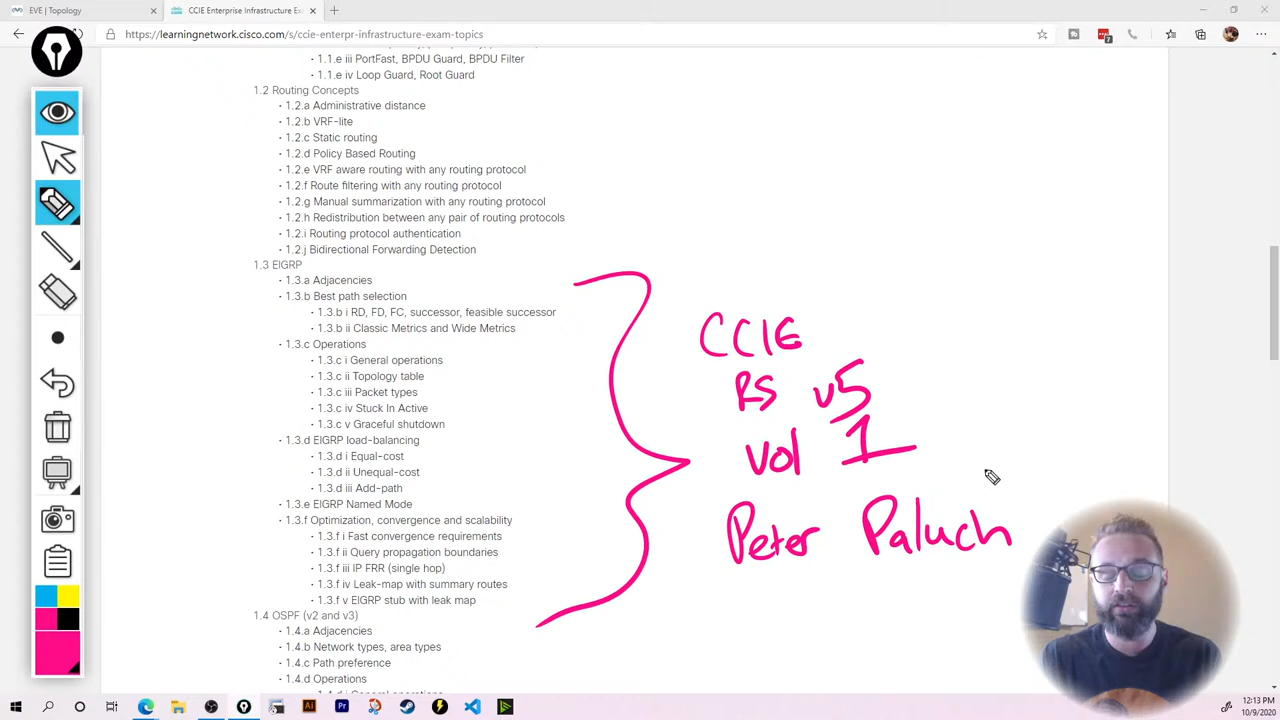 EVE | Topology
CCIE Enterprise Infrastructure Exa
https://learningnetwork.cisco.com/s/ccie-enterpr-infrastructure-exam-topics
1.1.e iii PortFast, BPDU Guard, BPDU Filter
1.1.e iv Loop Guard, Root Guard
1.2 Routing Concepts
1.2.a Administrative distance
1.2.b VRF-lite
1.2.c Static routing
1.2.d Policy Based Routing
1.2.e VRF aware routing with any routing protocol
1.2.f Route filtering with any routing protocol
1.2.g Manual summarization with any routing protocol
1.2.h Redistribution between any pair of routing protocols
1.2.i Routing protocol authentication
1.2.j Bidirectional Forwarding Detection
1.3 EIGRP
1.3.a Adjacencies
1.3.b Best path selection
1.3.b i RD, FD, FC, successor, feasible successor
1.3.b ii Classic Metrics and Wide Metrics
1.3.c Operations
1.3.c i General operations
1.3.c ii Topology table
1.3.c iii Packet types
1.3.c iv Stuck In Active
1.3.c v Graceful shutdown
1.3.d EIGRP load-balancing
1.3.d i Equal-cost
1.3.d ii Unequal-cost
1.3.d iii Add-path
1.3.e EIGRP Named Mode
1.3.f Optimization, convergence and scalability
1.3.f i Fast convergence requirements
1.3.f ii Query propagation boundaries
1.3.f iii IP FRR (single hop)
1.3.f iv Leak-map with summary routes
1.3.f v EIGRP stub with leak map
1.4 OSPF (v2 and v3)
1.4.a Adjacencies
1.4.b Network types, area types
1.4.c Path preference
1.4.d Operations
CCIE
RS v5
vol 1
Peter Paluch
12:13 PM
10/9/2020